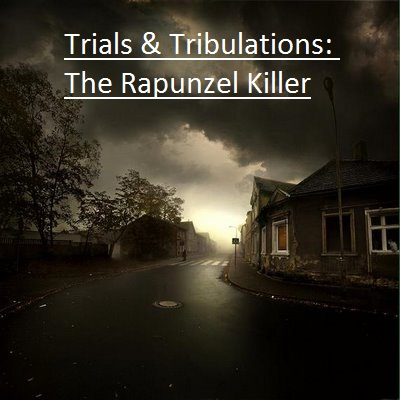 Trials & Tribulations:
The Rapunzel Killer